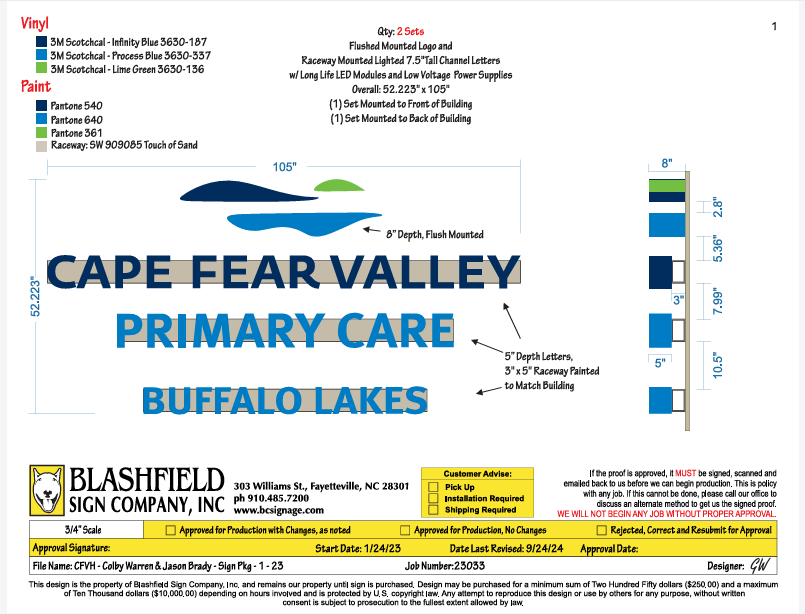 Vinyl
3M Scotchcal - Infinity Blue 3630-187
3M Scotchcal - Process Blue 3630-337
3M Scotchcal - Lime Green 3630-136
Paint
Pantone 540
Pantone 640
Pantone 361
Raceway: SW 909085 Touch of Sand
Qty: 2 Sets
Flushed Mounted Logo and
Raceway Mounted Lighted 7.5"Tall Channel Letters
w/ Long Life LED Modules and Low Voltage Power Supplies
Overall: 52.223" x 105"
(1) Set Mounted to Front of Building
(1) Set Mounted to Back of Building
1
105"
8" Depth, Flush Mounted
52.223"
CAPE FEAR VALLEY
PRIMARY CARE
BUFFALO LAKES
5" Depth Letters,
3" x 5" Raceway Painted
to Match Building
8"
2.8"
5.36"
3"
7.99"
5"
10.5"
BLASHFIELD
SIGN COMPANY, INC
303 Williams St., Fayetteville, NC 28301
ph 910.485.7200
www.bcsignage.com
Customer Advise:
Pick Up
Installation Required
Shipping Required
If the proof is approved, it MUST be signed, scanned and
emailed back to us before we can begin production. This is policy
with any job. If this cannot be done, please call our office to
discuss an alternate method to get us the signed proof.
WE WILL NOT BEGIN ANY JOB WITHOUT PROPER APPROVAL.
3/4" Scale
Approved for Production with Changes, as noted
Approved for Production, No Changes
Rejected, Correct and Resubmit for Approval
Approval Signature:
Start Date: 1/24/23
Date Last Revised: 9/24/24
Approval Date:
File Name: CFVH - Colby Warren & Jason Brady - Sign Pkg - 1 - 23
Job Number:23033
Designer: GW
This design is the property of Blashfield Sign Company, Inc. and remains our property until sign is purchased. Design may be purchased for a minimum sum of Two Hundred Fifty dollars ($250.00) and a maximum
of Ten Thousand dollars ($10,000.00) depending on hours involved and is protected by U.S. copyright law. Any attempt to reproduce this design or use by others for any purpose, without written
consent is subject to prosecution to the fullest extent allowed by law.